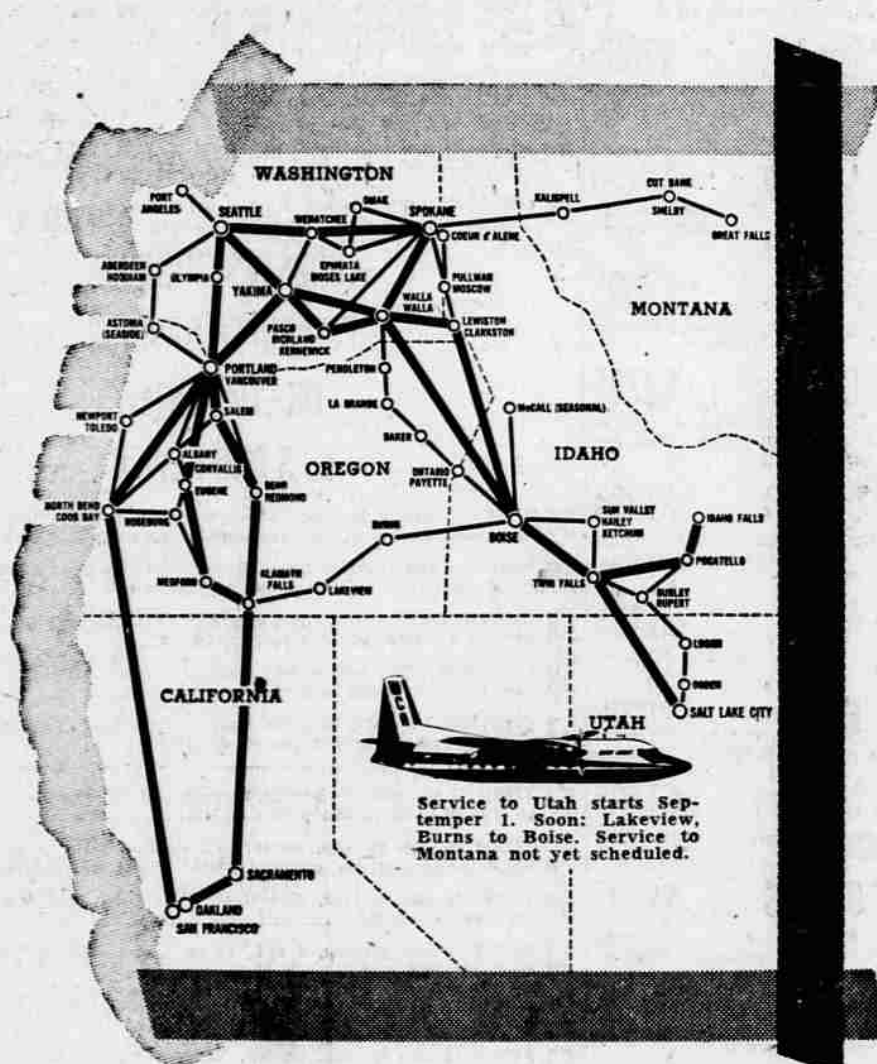 WASHINGTON
PORT
ANGELES
SEATTLE
WENATCHEE
OMAK
SPOKANE
KALISPELL
CUT BANK
SHELBY
GREAT FALLS
COEUR d'ALENE
EPHRATA
MOSES LAKE
ABERDEEN
HOQUIAM
OLYMPIA
YAKIMA
PULLMAN
MOSCOW
MONTANA
WALLA
WALLA
ASTORIA
(SEASIDE)
PASCO
RICHLAND
KENNEWICK
LEWISTON
CLARKSTON
PORTLAND
VANCOUVER
PENDLETON
LA GRANDE
McCALL (SEASONAL)
NEWPORT
TOLEDO
SALEM
BAKER
IDAHO
ALBANY
CORVALLIS
OREGON
ONTARIO
PAYETTE
EUGENE
BEND
REDMOND
NORTH BEND
COOS BAY
ROSEBURG
BURNS
BOISE
SUN VALLEY
HAILEY
KETCHUM
IDAHO FALLS
POCATELLO
MEDFORD
KLAMATH
FALLS
LAKEVIEW
TWIN FALLS
BURLEY
RUPERT
LOGAN
OGDEN
CALIFORNIA
UTAH
SALT LAKE CITY
Service to Utah starts Sep-
temper 1. Soon: Lakeview,
Burns to Boise. Service to
Montana not yet scheduled.
SACRAMENTO
OAKLAND
SAN FRANCISCO